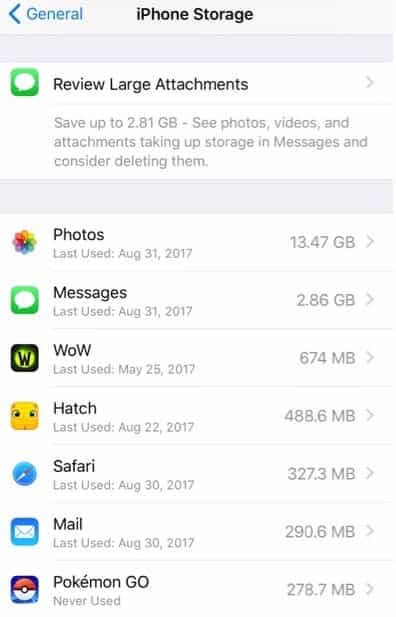 General
iPhone Storage
Review Large Attachments
Save up to 2.81 GB - See photos, videos, and
attachments taking up storage in Messages and
consider deleting them.
Photos
13.47 GB
Last Used: Aug 31, 2017
Messages
2.86 GB
Last Used: Aug 31, 2017
W
WoW
674 MB
Last Used: May 25, 2017
Hatch
488.6 MB
Last Used: Aug 22, 2017
Safari
327.3 MB
Last Used: Aug 30, 2017
Mail
290.6 MB
Last Used: Aug 30, 2017
Pokémon GO
278.7 MB
Never Used